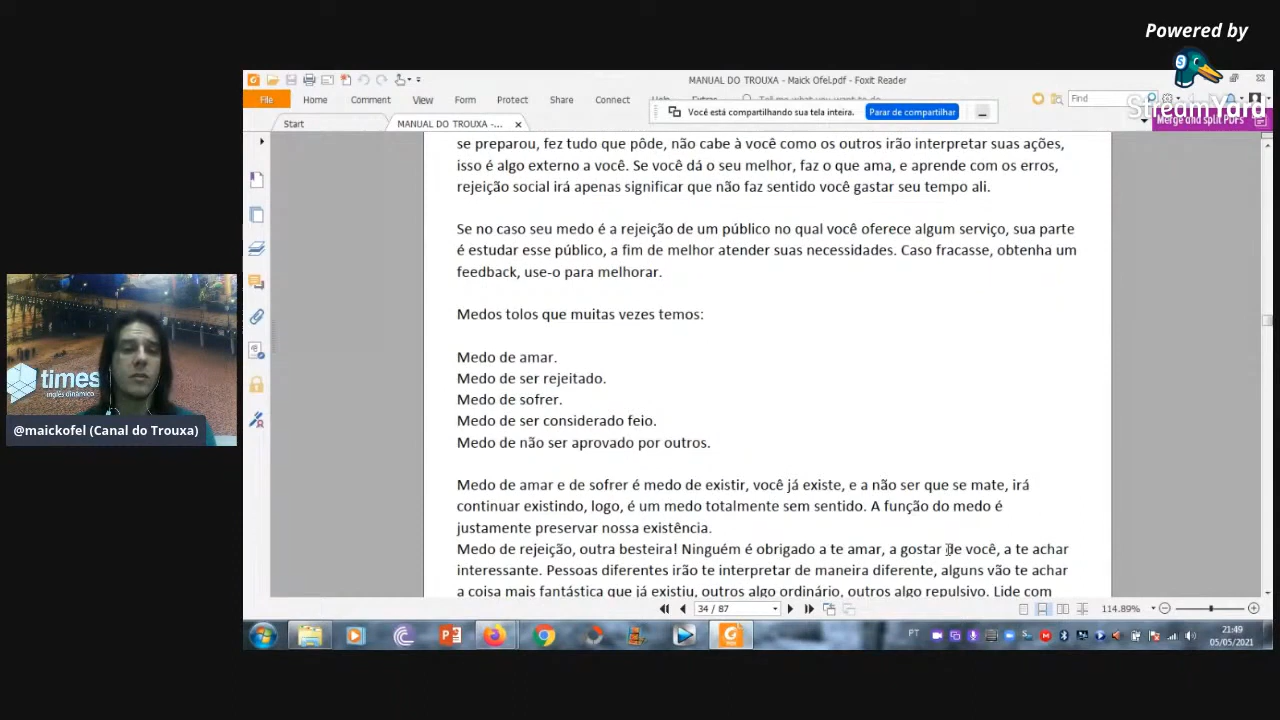 Powered by
StreamYard
MANUAL DO TROUXA - Maick Ofel.pdf - Foxit Reader
File Home Comment View Form Protect Share Connect
Find
Você está compartilhando sua tela inteira. Parar de compartilhar
Merge and Split PDFs
Start MANUAL DO TROUXA -...
se preparou, fez tudo que pôde, não cabe à você como os outros irão interpretar suas ações,
isso é algo externo a você. Se você dá o seu melhor, faz o que ama, e aprende com os erros,
rejeição social irá apenas significar que não faz sentido você gastar seu tempo ali.
Se no caso seu medo é a rejeição de um público no qual você oferece algum serviço, sua parte
é estudar esse público, a fim de melhor atender suas necessidades. Caso fracasse, obtenha um
feedback, use-o para melhorar.
Medos tolos que muitas vezes temos:
Medo de amar.
Medo de ser rejeitado.
Medo de sofrer.
Medo de ser considerado feio.
Medo de não ser aprovado por outros.
Medo de amar e de sofrer é medo de existir, você já existe, e a não ser que se mate, irá
continuar existindo, logo, é um medo totalmente sem sentido. A função do medo é
justamente preservar nossa existência.
Medo de rejeição, outra besteira! Ninguém é obrigado a te amar, a gostar de você, a te achar
interessante. Pessoas diferentes irão te interpretar de maneira diferente, alguns vão te achar
a coisa mais fantástica que já existiu, outros algo ordinário, outros algo repulsivo. Lide com
times
inglês dinâmico
@maickofel (Canal do Trouxa)
34 / 87
114.89%
PT
21:49
05/05/2021